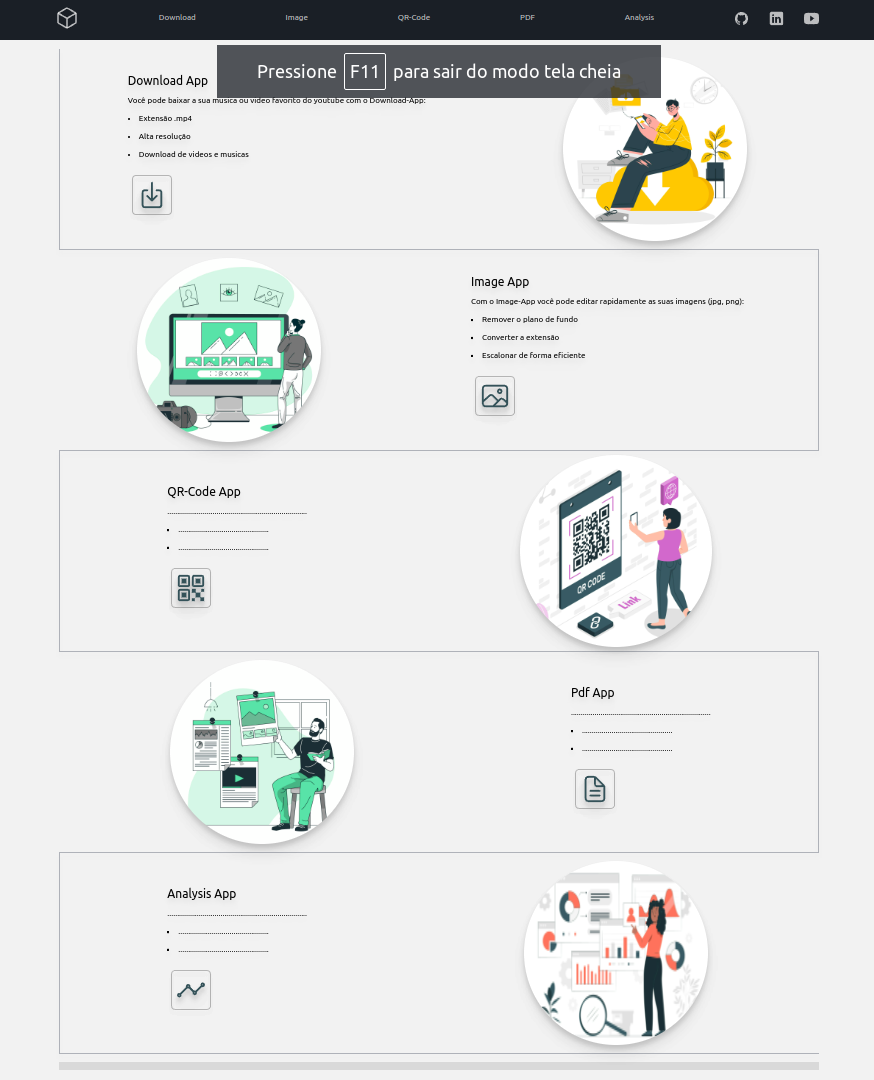 Download
Image
QR-Code
PDF
Analysis
Pressione F11 para sair do modo tela cheia
Download App
Você pode baixar a sua musica ou video favorito do youtube com o Download-App:
Extensão .mp4
Alta resolução
Download de videos e musicas
Image App
Com o Image-App você pode editar rapidamente as suas imagens (jpg, png):
Remover o plano de fundo
Converter a extensão
Escalonar de forma eficiente
QR-Code App
QR CODE
Link
Pdf App
Analysis App